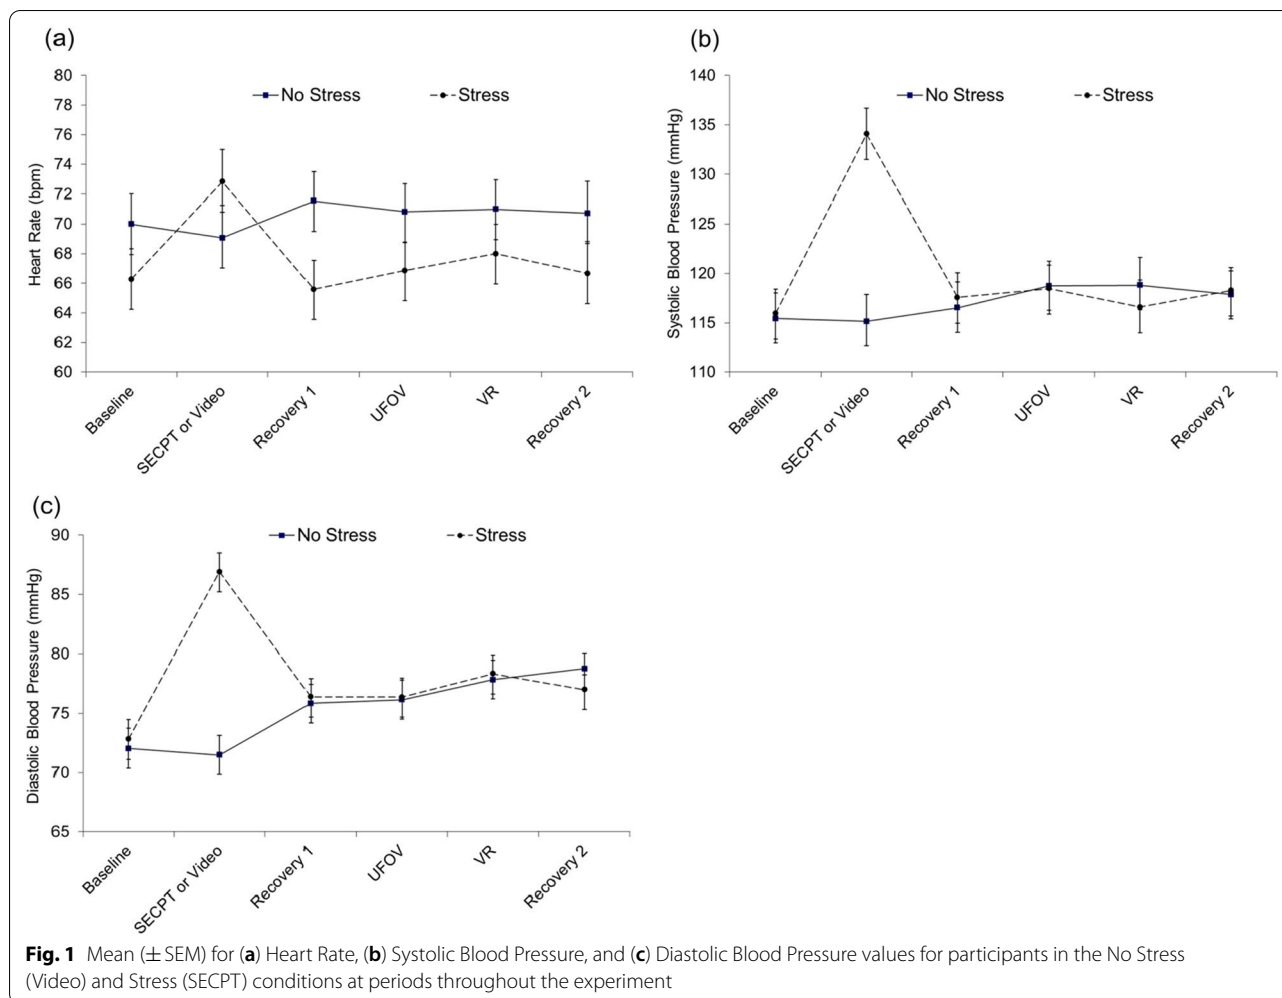 (a)
80
78
76
74
72
70
68
66
64
62
60
Heart Rate (bpm)
No Stress
Stress
Baseline
SECPT or Video
Recovery 1
UFOV
VR
Recovery 2
(b)
140
135
130
125
120
115
110
Systolic Blood Pressure (mmHg)
No Stress
Stress
Baseline
SECPT or Video
Recovery 1
UFOV
VR
Recovery 2
(c)
90
85
80
75
70
65
Diastolic Blood Pressure (mmHg)
No Stress
Stress
Baseline
SECPT or Video
Recovery 1
UFOV
VR
Recovery 2
Fig. 1 Mean (± SEM) for (a) Heart Rate, (b) Systolic Blood Pressure, and (c) Diastolic Blood Pressure values for participants in the No Stress
(Video) and Stress (SECPT) conditions at periods throughout the experiment